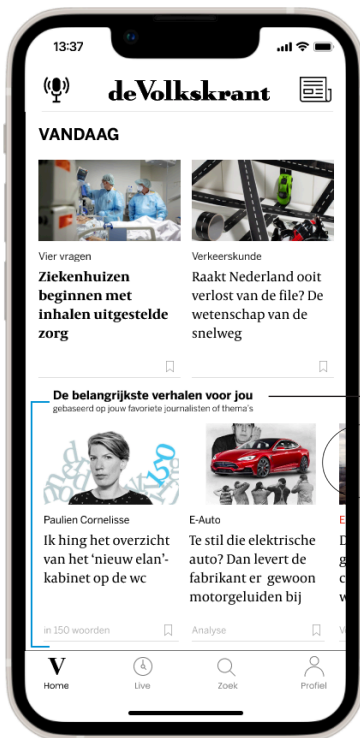 13:37
de Volkskrant
VANDAAG
Vier vragen
Ziekenhuizen
beginnen met
inhalen uitgestelde
zorg
Verkeerskunde
Raakt Nederland ooit
verlost van de file? De
wetenschap van de
snelweg
De belangrijkste verhalen voor jou
gebaseerd op jouw favoriete journalisten of thema's
150
Paulien Cornelisse
Ik hing het overzicht
van het ‘nieuw elan’-
kabinet op de wc
in 150 woorden
E-Auto
Te stil die elektrische
auto? Dan levert de
fabrikant er gewoon
motorgeluiden bij
Analyse
V
Home
Live
Zoek
Profiel